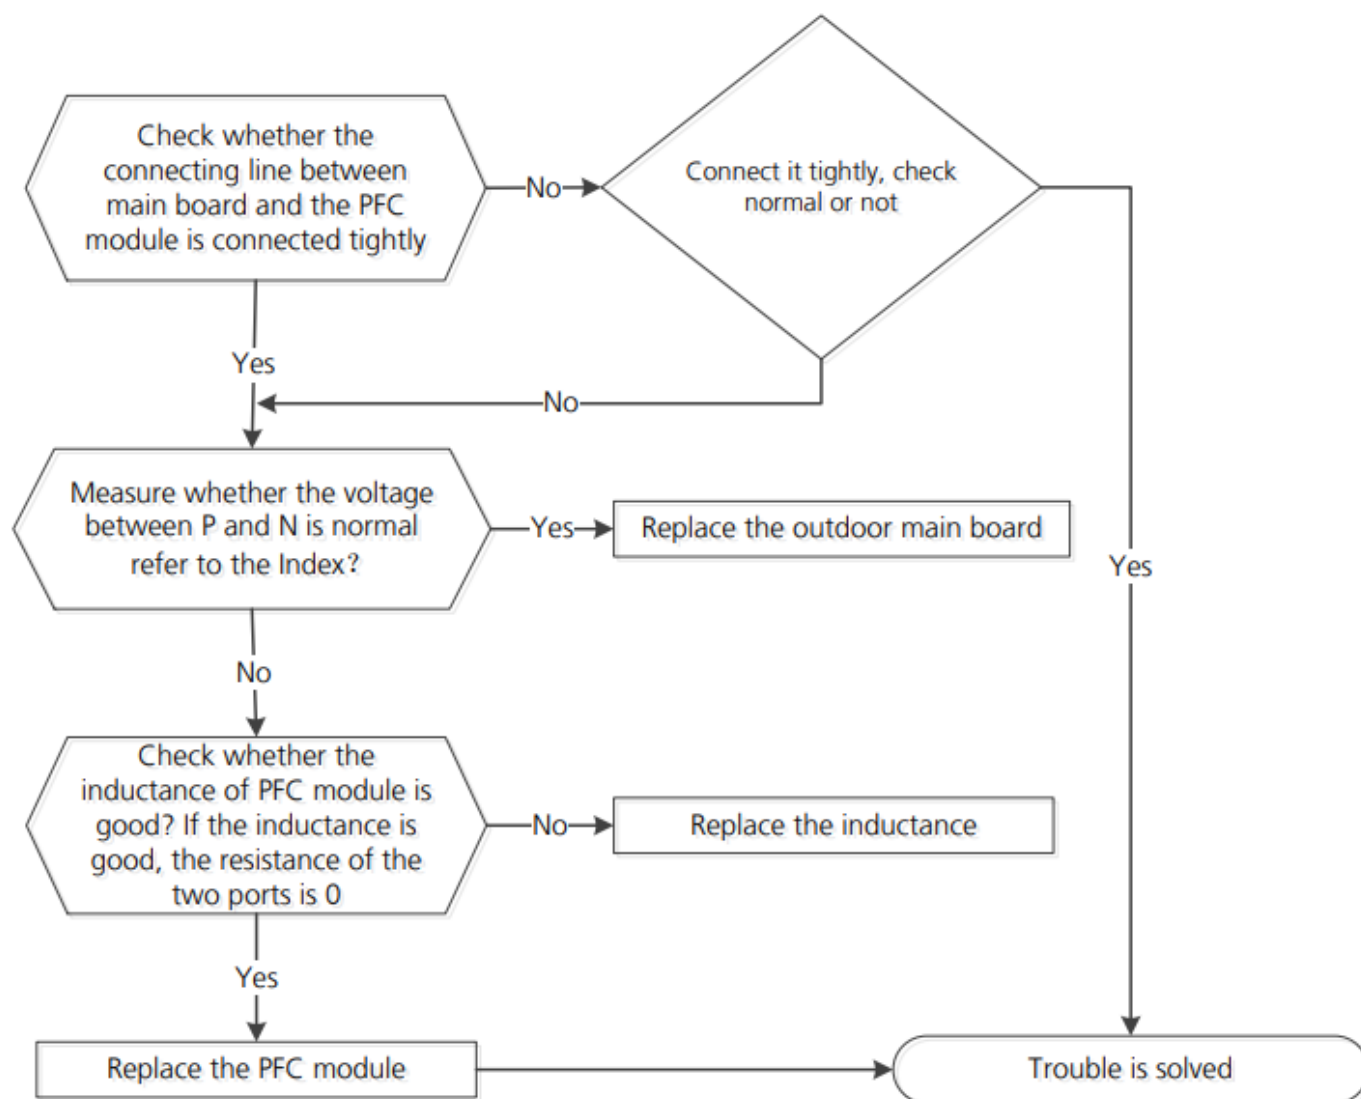 Check whether the
connecting line between
main board and the PFC
module is connected tightly
No
Connect it tightly, check
normal or not
Yes
No
Measure whether the voltage
between P and N is normal
refer to the Index?
Yes
Replace the outdoor main board
Yes
No
Check whether the
inductance of PFC module is
good? If the inductance is
good, the resistance of the
two ports is 0
No
Replace the inductance
Yes
Replace the PFC module
Trouble is solved